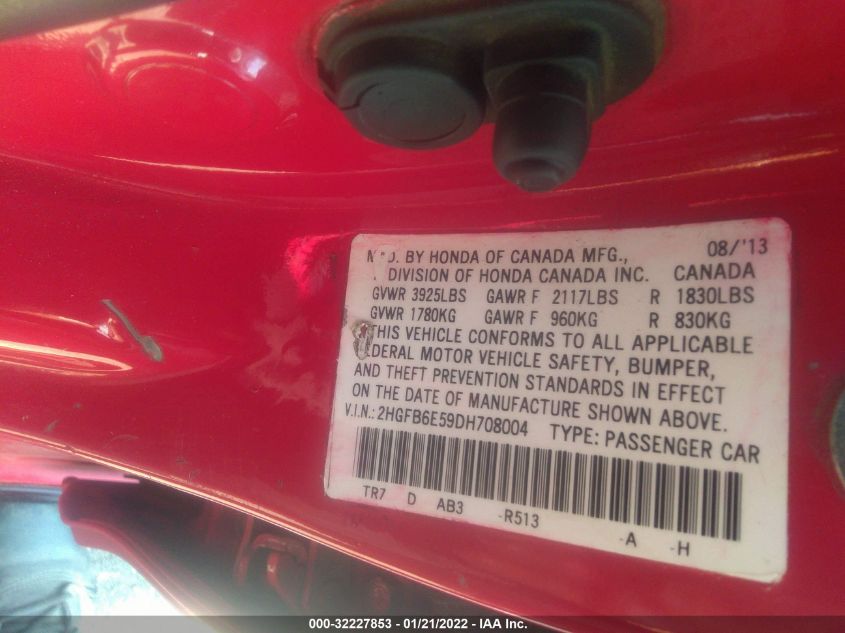 BY HONDA OF CANADA MFG., 08/'13
DIVISION OF HONDA CANADA INC. CANADA
GVWR 3925LBS GAWR F 2117LBS R 1830LBS
GVWR 1780KG GAWR F 960KG R 830KG
THIS VEHICLE CONFORMS TO ALL APPLICABLE
DERAL MOTOR VEHICLE SAFETY, BUMPER,
AND THEFT PREVENTION STANDARDS IN EFFECT
ON THE DATE OF MANUFACTURE SHOWN ABOVE.
V.I.N.: 2HGFB6E59DH708004 TYPE: PASSENGER CAR
TR7 D AB3 -R513 -A -H
000-32227853 - 01/21/2022 - IAA Inc.